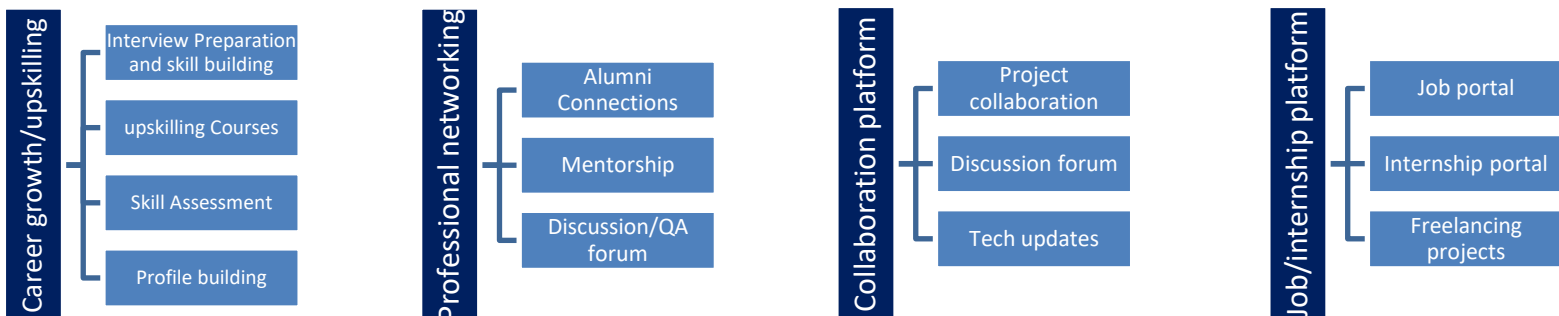 Career growth/upskilling
Interview Preparation
and skill building
upskilling Courses
Skill Assessment
Profile building
Professional networking
Alumni
Connections
Mentorship
Discussion/QA
forum
Collaboration platform
Project
collaboration
Discussion forum
Tech updates
Job/internship platform
Job portal
Internship portal
Freelancing
projects